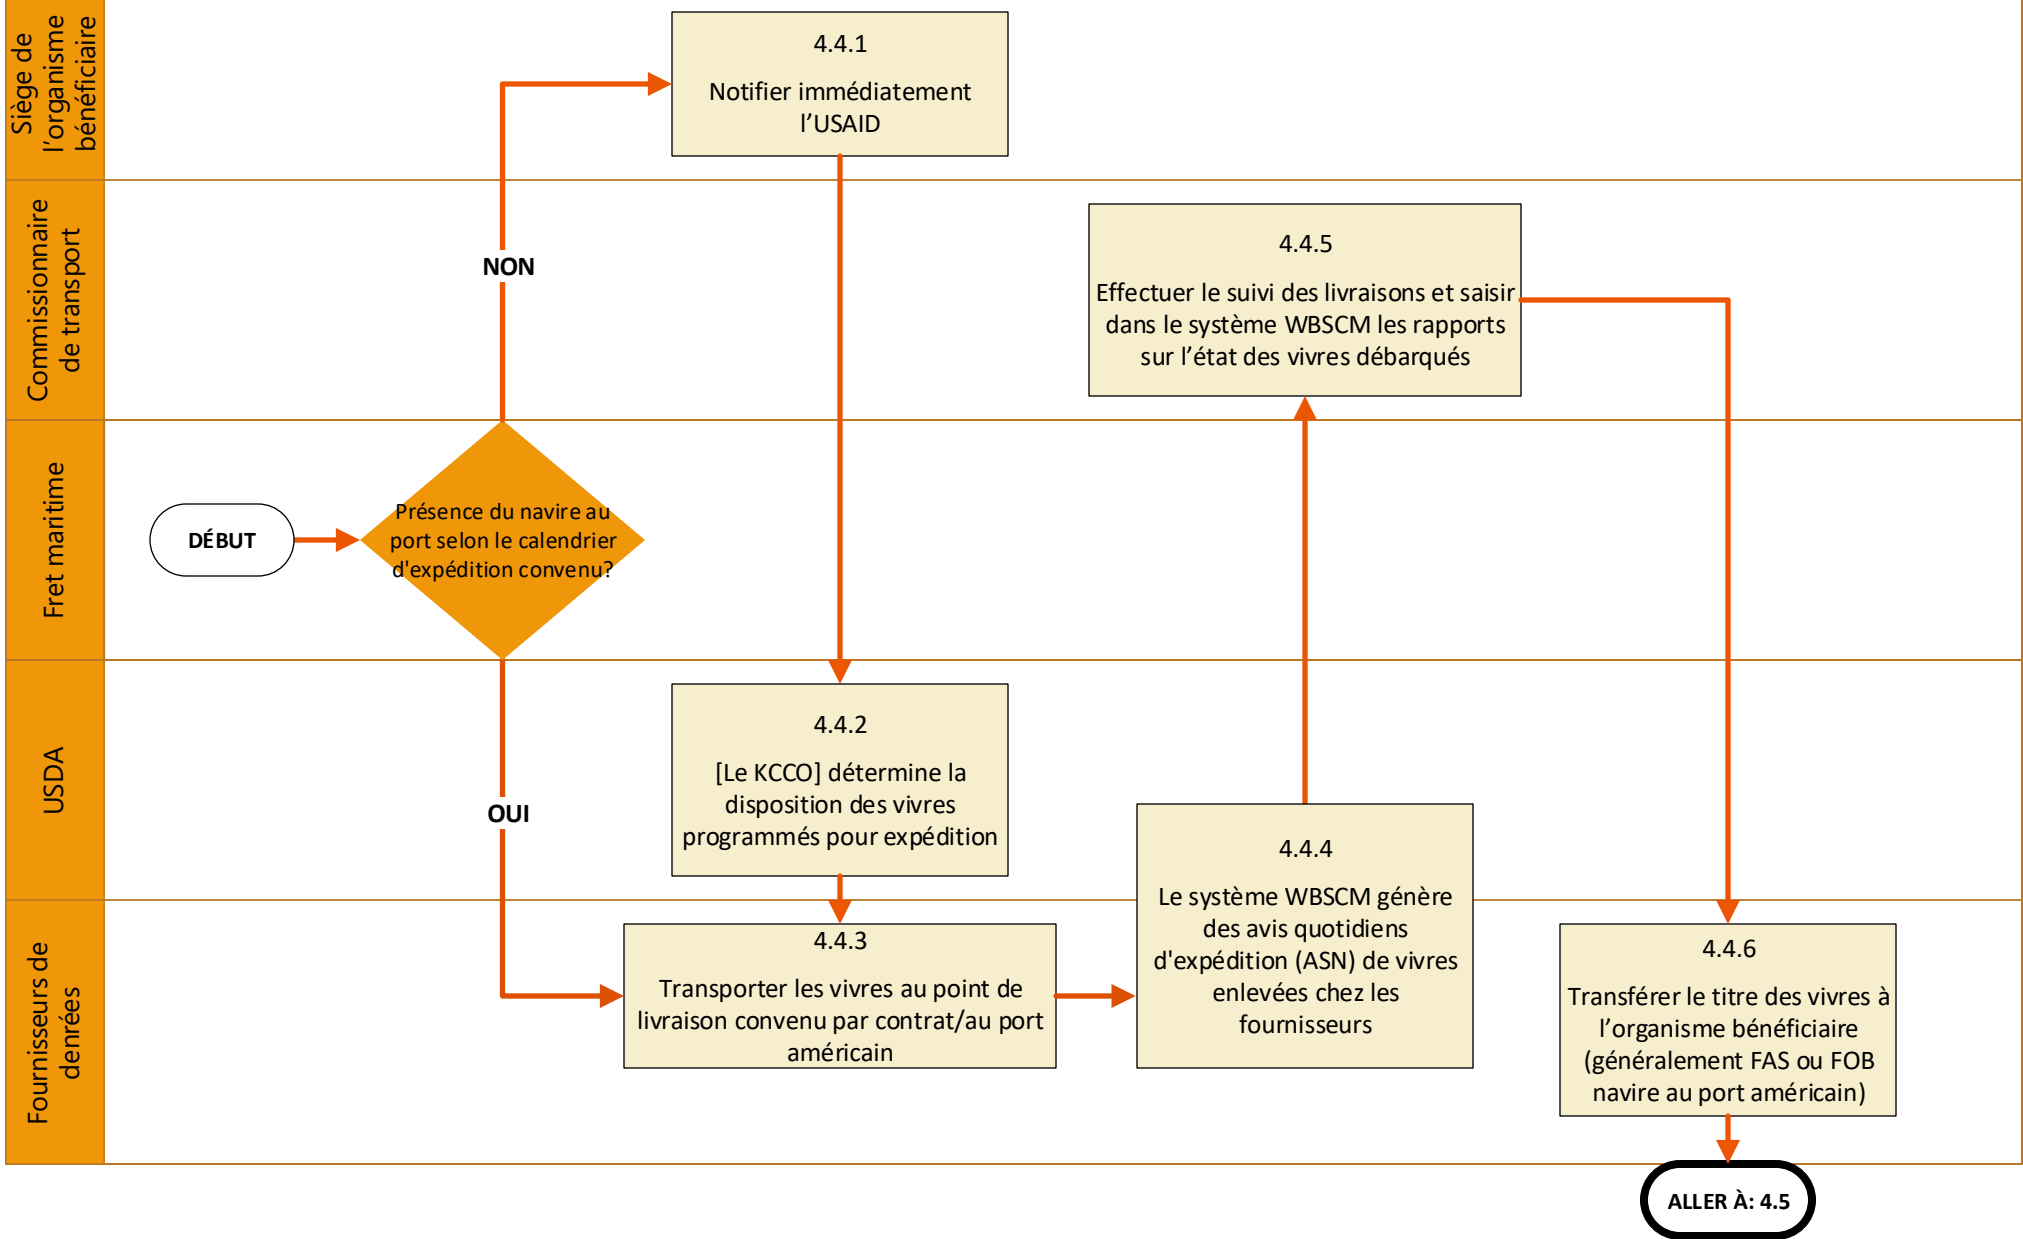 Siège de
l'organisme
bénéficiaire
4.4.1
Notifier immédiatement
l’USAID
Commissionnaire
de transport
NON
4.4.5
Effectuer le suivi des livraisons et saisir
dans le système WBSCM les rapports
sur l’état des vivres débarqués
Fret maritime
DÉBUT
Présence du navire au
port selon le calendrier
d'expédition convenu?
USDA
OUI
4.4.2
[Le KCCO] détermine la
disposition des vivres
programmés pour expédition
4.4.4
Le système WBSCM génère
des avis quotidiens
d'expédition (ASN) de vivres
enlevées chez les
fournisseurs
Fournisseurs de
denrées
4.4.3
Transporter les vivres au point de
livraison convenu par contrat/au port
américain
4.4.6
Transférer le titre des vivres à
l’organisme bénéficiaire
(généralement FAS ou FOB
navire au port américain)
ALLER À: 4.5